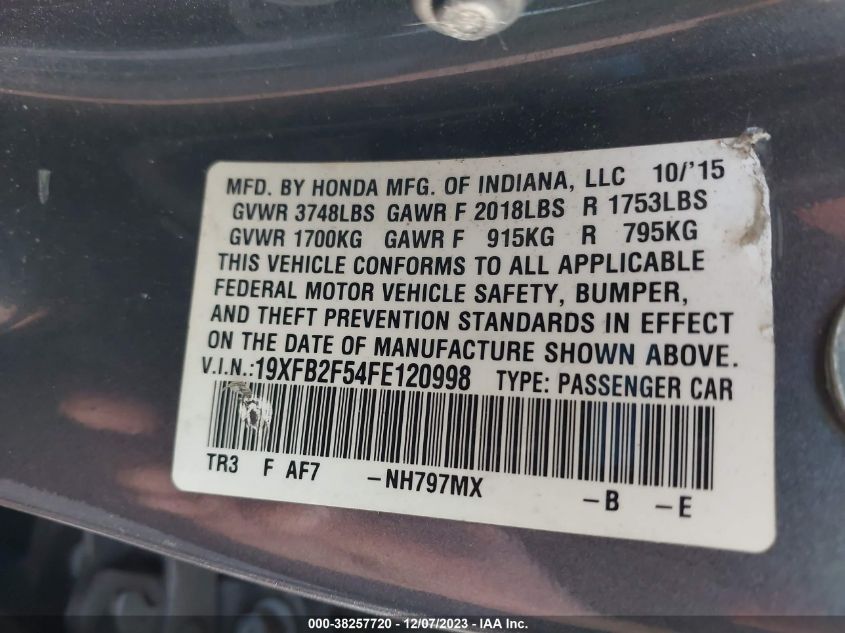 MFD. BY HONDA MFG. OF INDIANA, LLC 10/'15
GVWR 3748LBS GAWR F 2018LBS R 1753LBS
GVWR 1700KG GAWR F 915KG R 795KG
THIS VEHICLE CONFORMS TO ALL APPLICABLE
FEDERAL MOTOR VEHICLE SAFETY, BUMPER,
AND THEFT PREVENTION STANDARDS IN EFFECT
ON THE DATE OF MANUFACTURE SHOWN ABOVE.
V.I.N.:19XFB2F54FE120998 TYPE: PASSENGER CAR
TR3 F AF7 -NH797MX -B -E
000-38257720 - 12/07/2023 - IAA Inc.